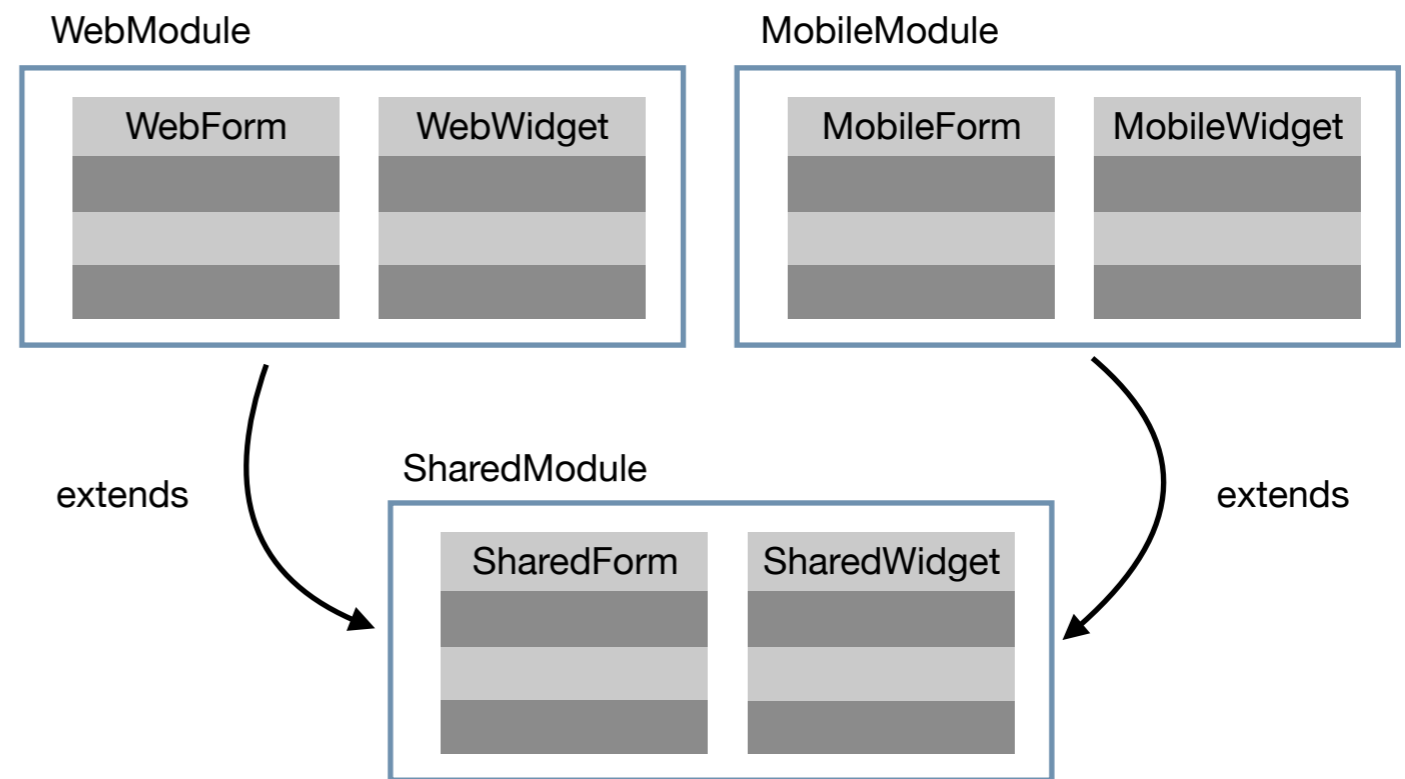 WebModule
MobileModule
WebForm
WebWidget
MobileForm
MobileWidget
extends
SharedModule
extends
SharedForm
SharedWidget